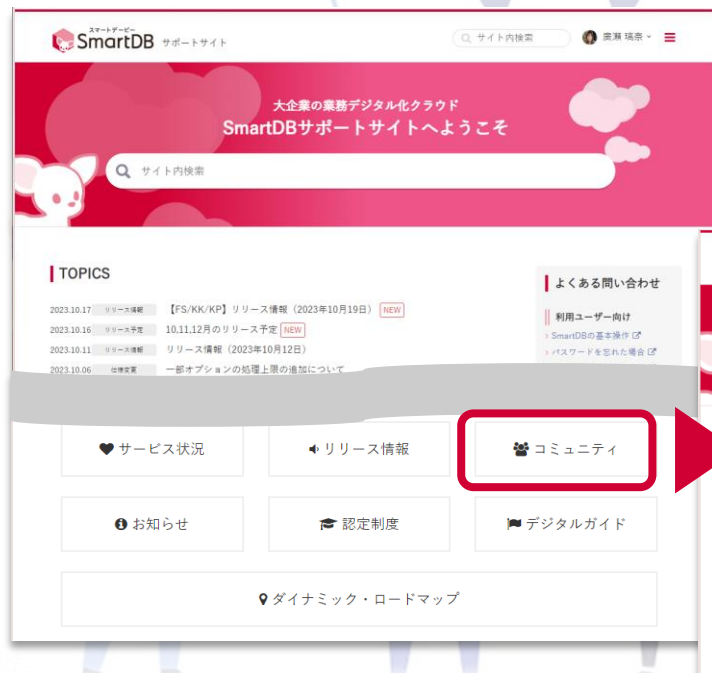 スマートデービー
SmartDB サポートサイト
サイト内検索
廣瀬 瑞奈
大企業の業務デジタル化クラウド
SmartDBサポートサイトへようこそ
サイト内検索
TOPICS
2023.10.17 リリース情報 【FS/KK/KP】リリース情報（2023年10月19日） NEW
2023.10.16 リリース予定 10,11,12月のリリース予定 NEW
2023.10.11 リリース情報 リリース情報（2023年10月12日）
2023.10.06 仕様変更 一部オプションの処理上限の追加について
よくある問い合わせ
利用ユーザー向け
› SmartDBの基本操作
› パスワードを忘れた場合
サービス状況
リリース情報
コミュニティ
お知らせ
認定制度
デジタルガイド
ダイナミック・ロードマップ